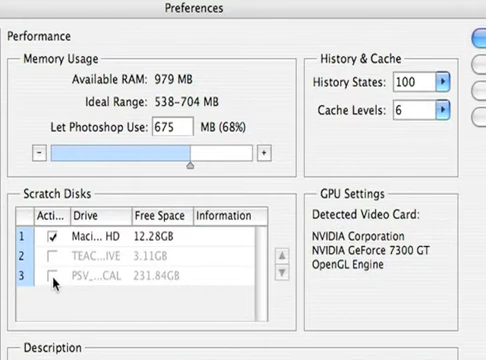 Preferences
Performance
Memory Usage
Available RAM: 979 MB
Ideal Range: 538-704 MB
Let Photoshop Use: 675 MB (68%)
- +
History & Cache
History States: 100
Cache Levels: 6
Scratch Disks
Acti... Drive Free Space Information
1 Maci... HD 12.28GB
2 TEAC...IVE 3.11GB
3 PSV_...CAL 231.84GB
GPU Settings
Detected Video Card:
NVIDIA Corporation
NVIDIA GeForce 7300 GT
OpenGL Engine
Description